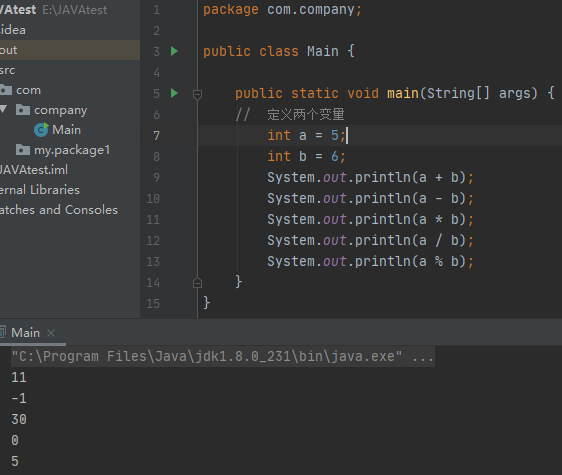 VAtest E:\JAVAtest
.idea
out
src
com
company
Main
my.package1
JAVAtest.iml
ernal Libraries
atches and Consoles
1 package com.company;
2
3 public class Main {
4
5 public static void main(String[] args) {
6 // 定义两个变量
7 int a = 5;
8 int b = 6;
9 System.out.println(a + b);
10 System.out.println(a - b);
11 System.out.println(a * b);
12 System.out.println(a / b);
13 System.out.println(a % b);
14 }
15 }
Main ×
"C:\Program Files\Java\jdk1.8.0_231\bin\java.exe" ...
11
-1
30
0
5